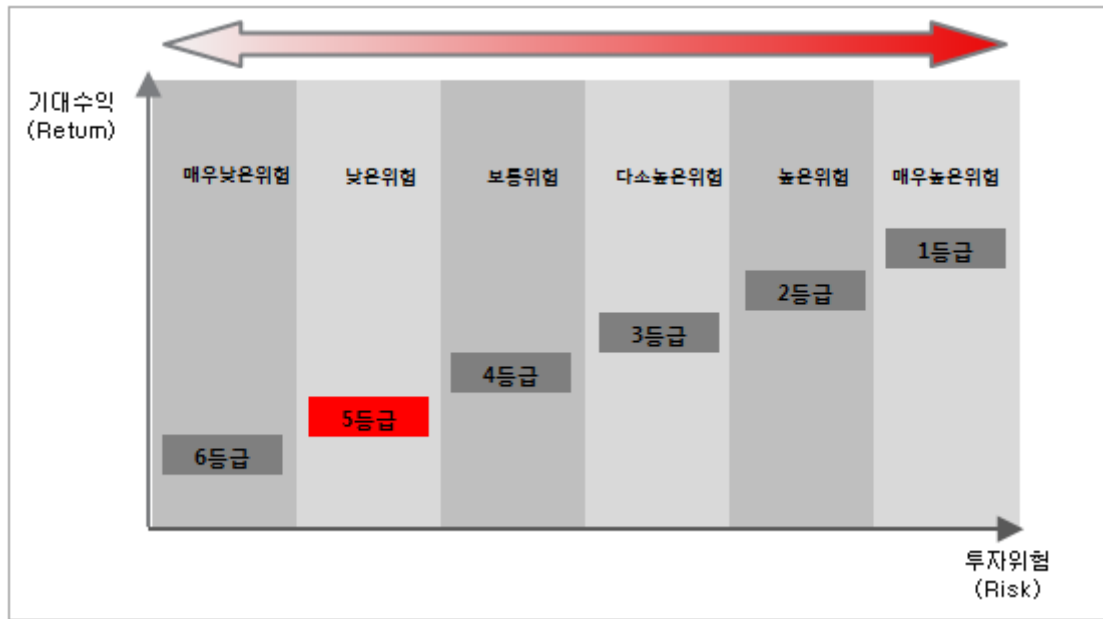 기대수익
(Return)
매우낮은위험 낮은위험 보통위험 다소높은위험 높은위험 매우높은위험
1등급
2등급
3등급
4등급
5등급
6등급
투자위험
(Risk)